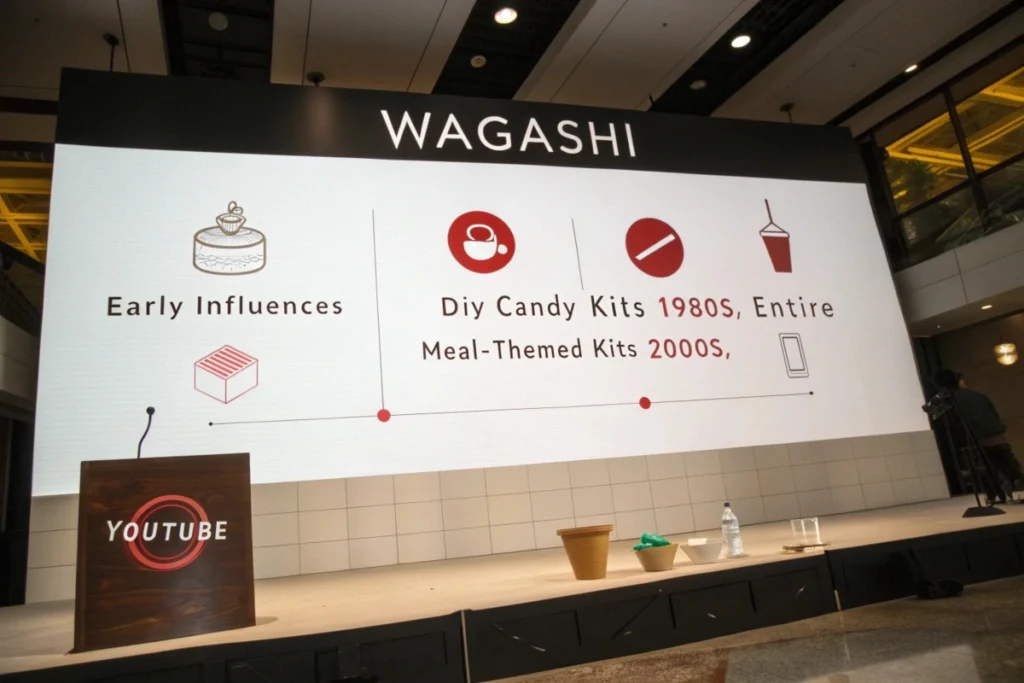 WAGASHI
Early Influences
Diy Candy Kits 1980S, Entire
Meal-Themed Kits 2000S,
YOUTUBE